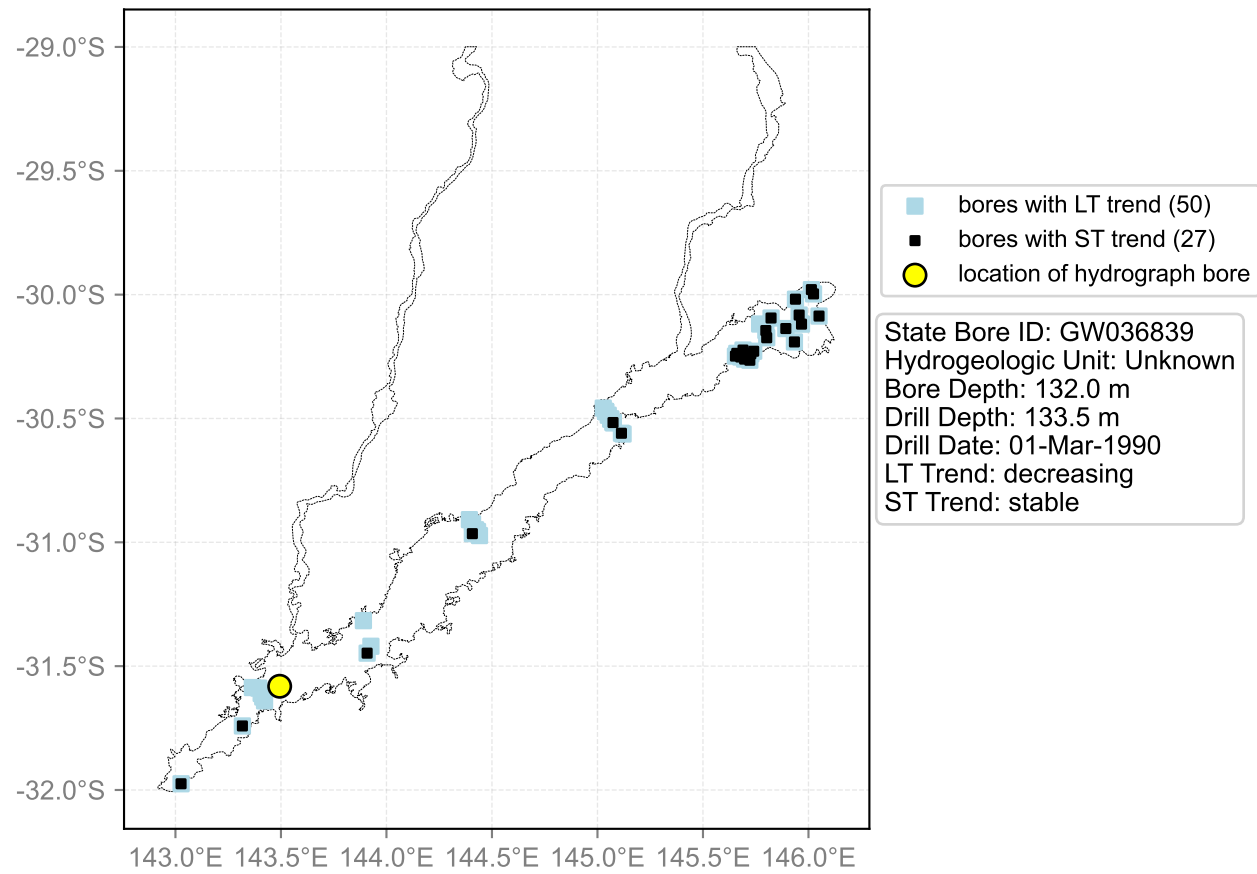 -29.0°S
-29.5°S
-30.0°S
-30.5°S
-31.0°S
-31.5°S
-32.0°S
143.0°E 143.5°E 144.0°E 144.5°E 145.0°E 145.5°E 146.0°E
bores with LT trend (50)
bores with ST trend (27)
location of hydrograph bore
State Bore ID: GW036839
Hydrogeologic Unit: Unknown
Bore Depth: 132.0 m
Drill Depth: 133.5 m
Drill Date: 01-Mar-1990
LT Trend: decreasing
ST Trend: stable